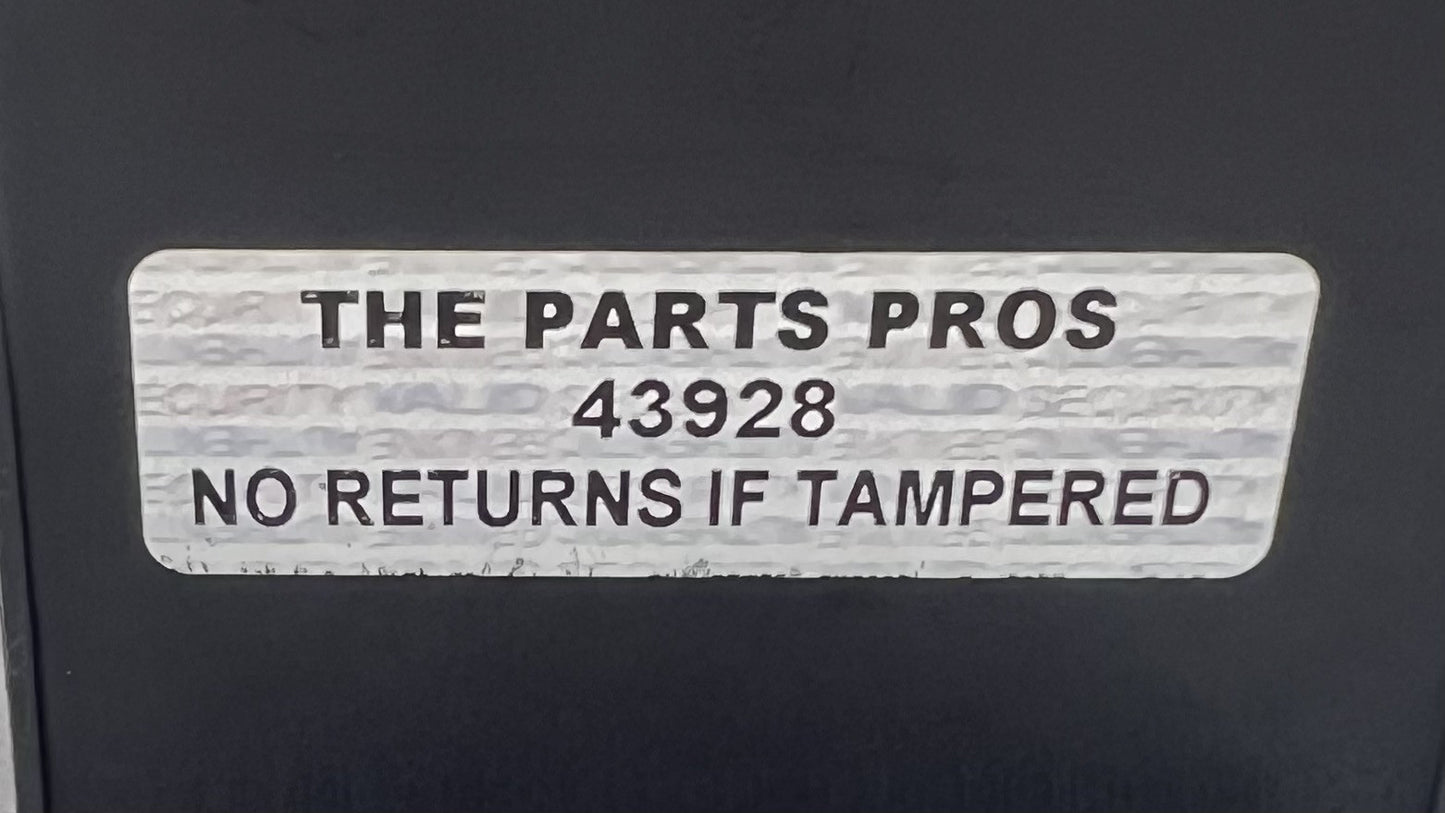 THE PARTS PROS
43928
NO RETURNS IF TAMPERED